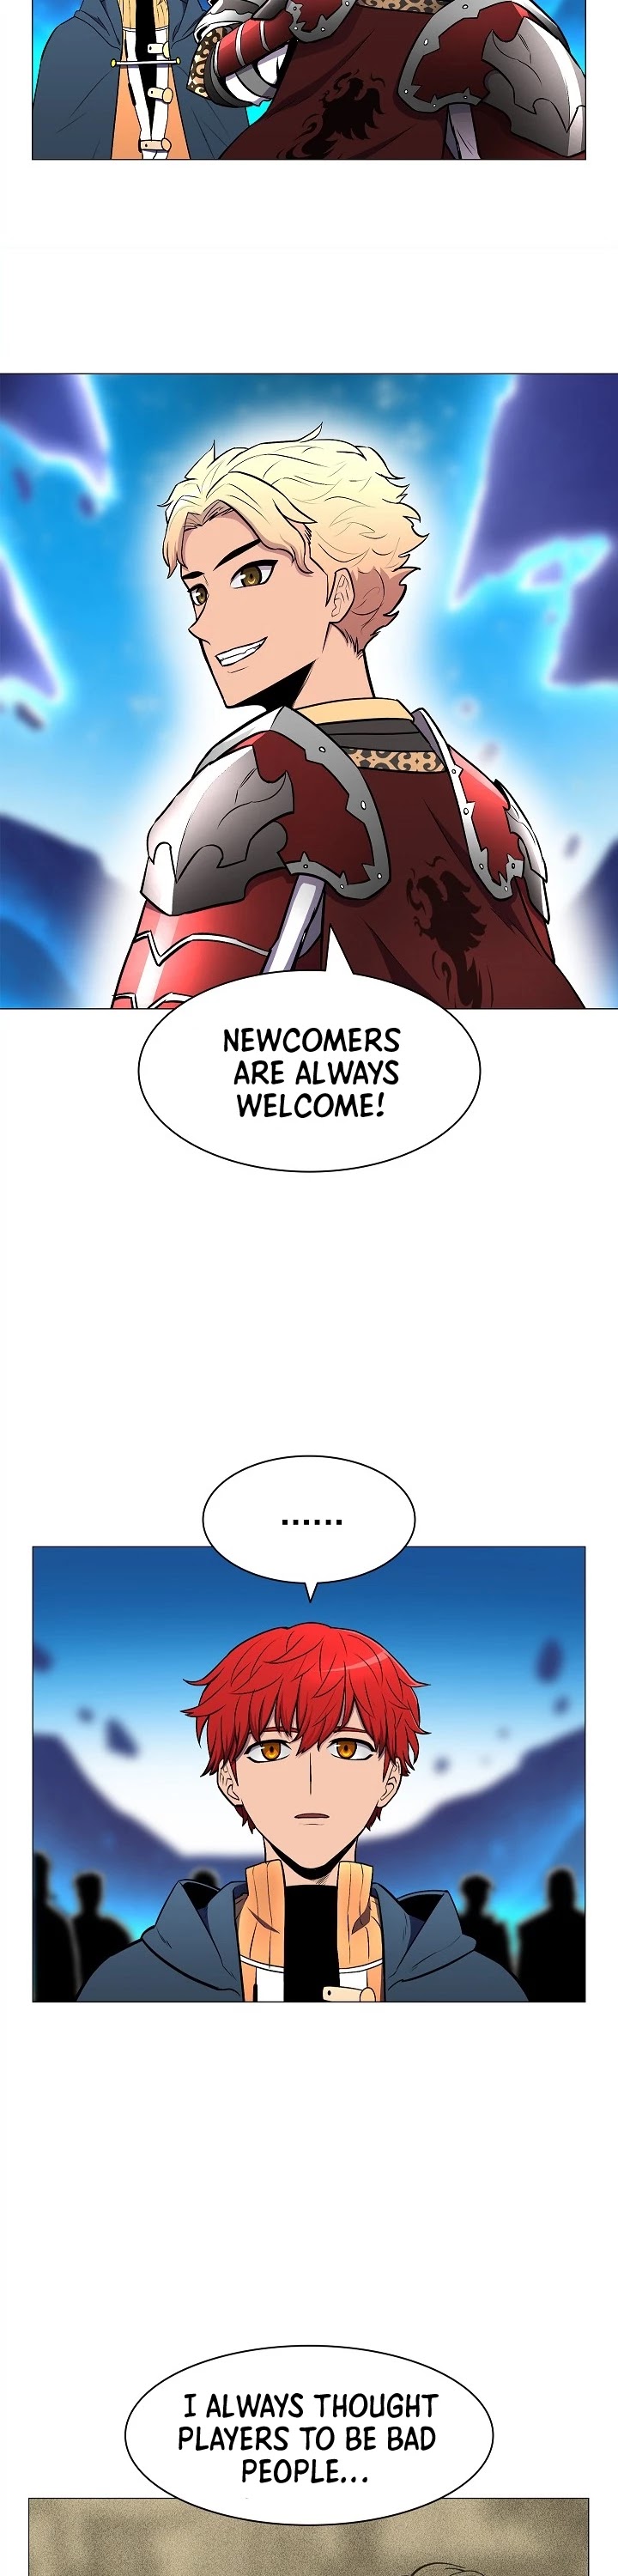 NEWCOMERS
ARE ALWAYS
WELCOME!
......
I ALWAYS THOUGHT
PLAYERS TO BE BAD
PEOPLE...